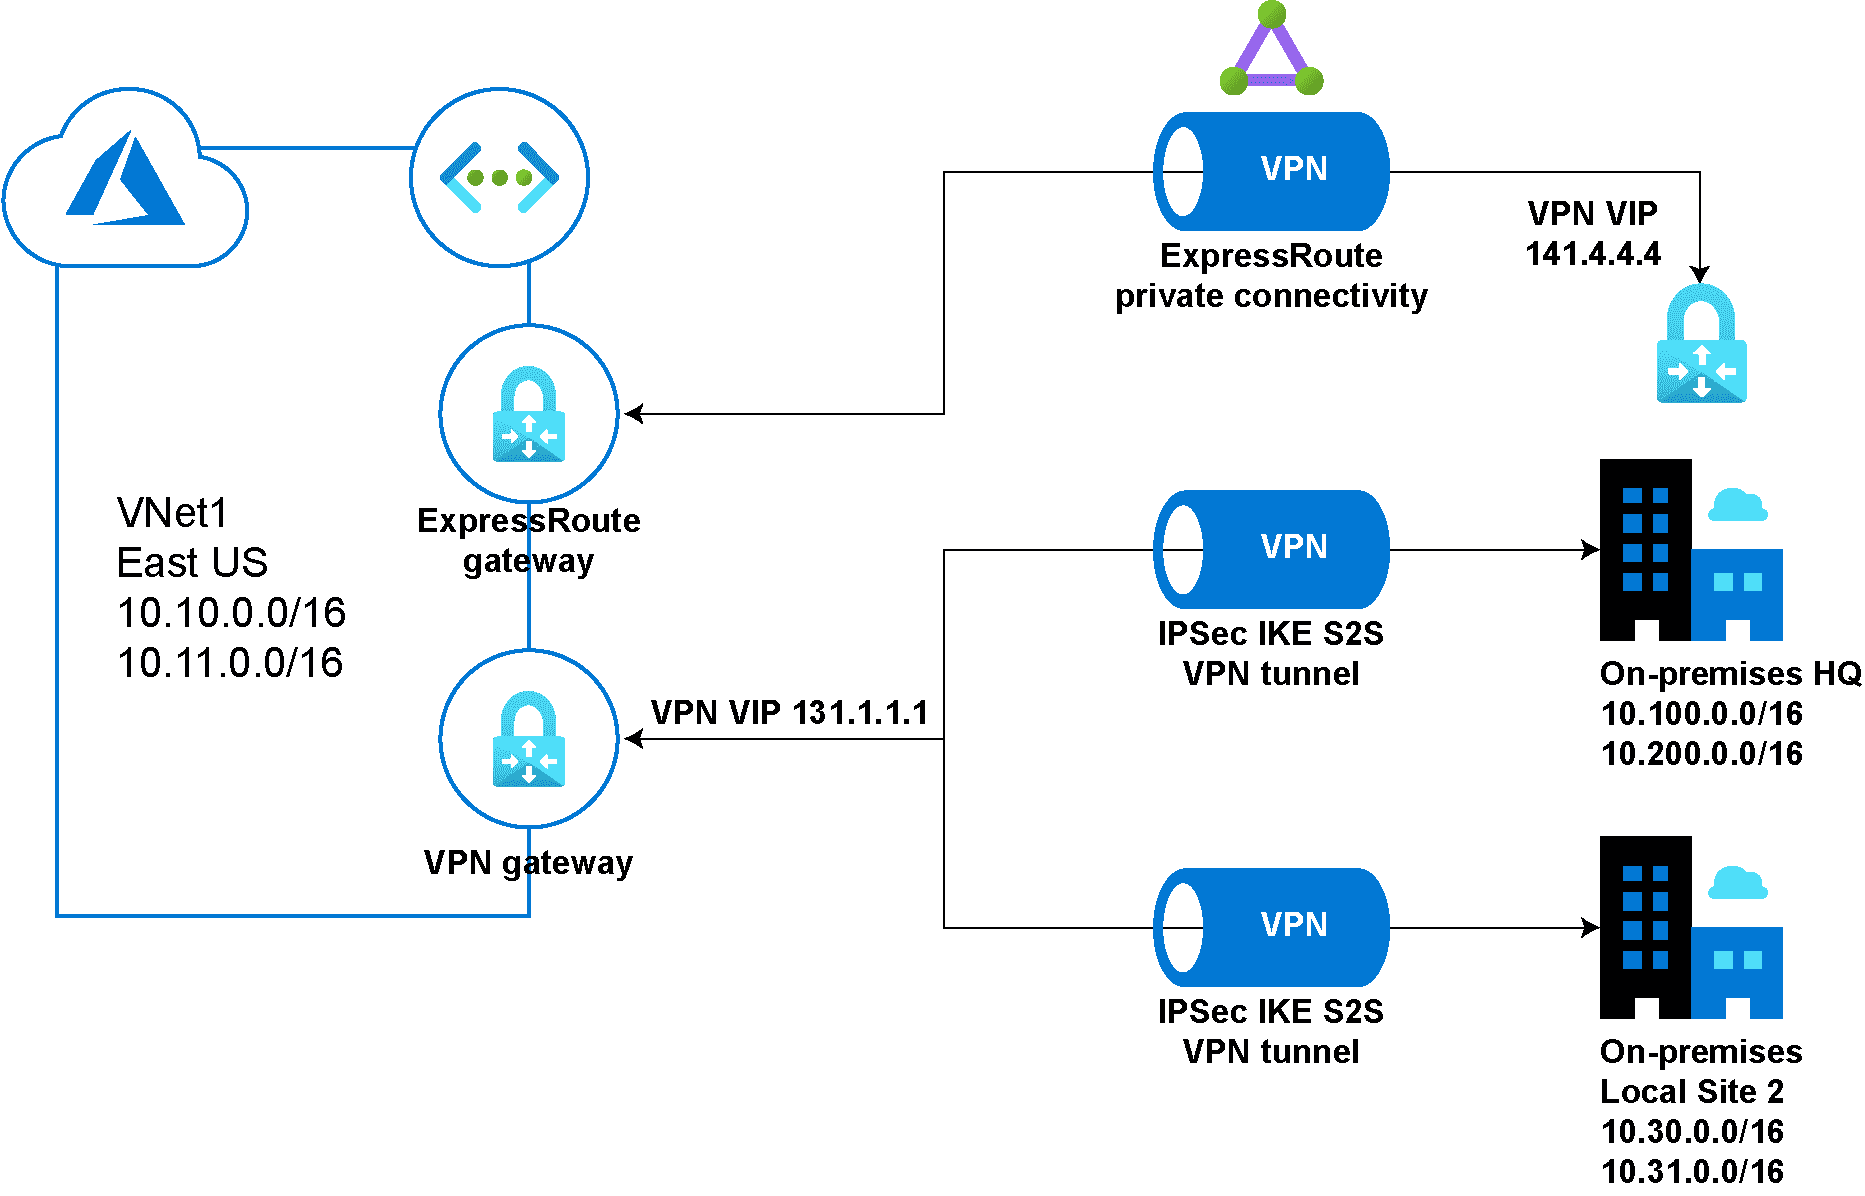 VPN
ExpressRoute
private connectivity
VPN VIP
141.4.4.4
ExpressRoute
gateway
VNet1
East US
10.10.0.0/16
10.11.0.0/16
VPN
IPSec IKE S2S
VPN tunnel
On-premises HQ
10.100.0.0/16
10.200.0.0/16
VPN VIP 131.1.1.1
VPN gateway
VPN
IPSec IKE S2S
VPN tunnel
On-premises
Local Site 2
10.30.0.0/16
10.31.0.0/16